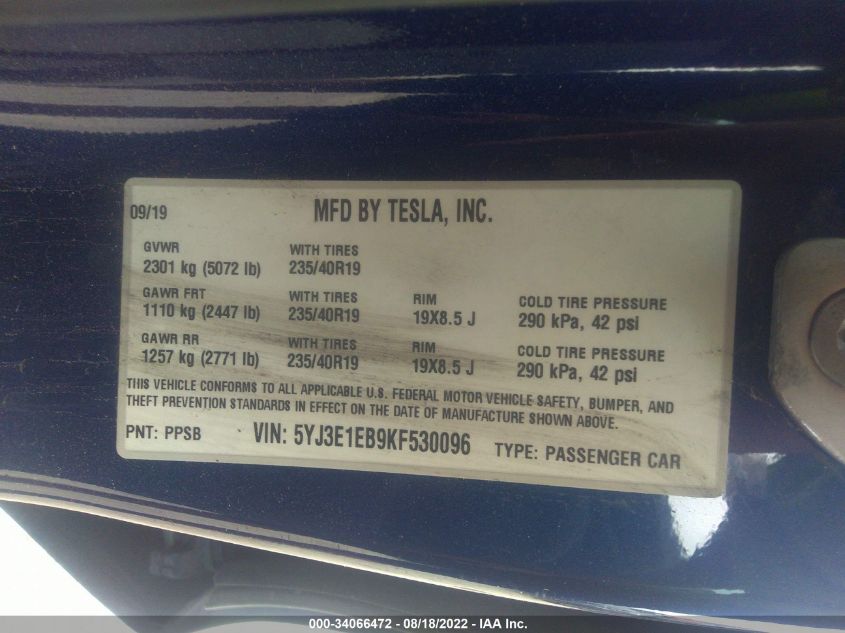 09/19 MFD BY TESLA, INC.
GVWR WITH TIRES
2301 kg (5072 lb) 235/40R19
GAWR FRT WITH TIRES RIM COLD TIRE PRESSURE
1110 kg (2447 lb) 235/40R19 19X8.5 J 290 kPa, 42 psi
GAWR RR WITH TIRES RIM COLD TIRE PRESSURE
1257 kg (2771 lb) 235/40R19 19X8.5 J 290 kPa, 42 psi
THIS VEHICLE CONFORMS TO ALL APPLICABLE U.S. FEDERAL MOTOR VEHICLE SAFETY, BUMPER, AND
THEFT PREVENTION STANDARDS IN EFFECT ON THE DATE OF MANUFACTURE SHOWN ABOVE.
PNT: PPSB VIN: 5YJ3E1EB9KF530096 TYPE: PASSENGER CAR
000-34066472 - 08/18/2022 - IAA Inc.